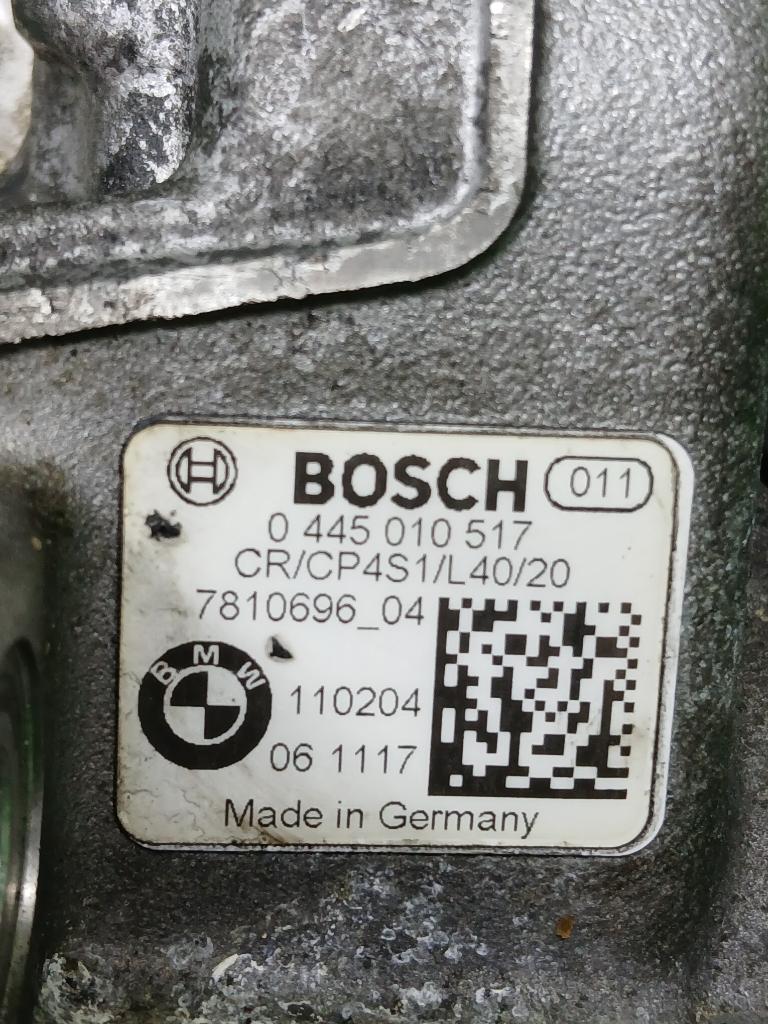 BOSCH 011
0 445 010 517
CR/CP4S1/L40/20
7810696_04
BMW 110204
06 1117
Made in Germany